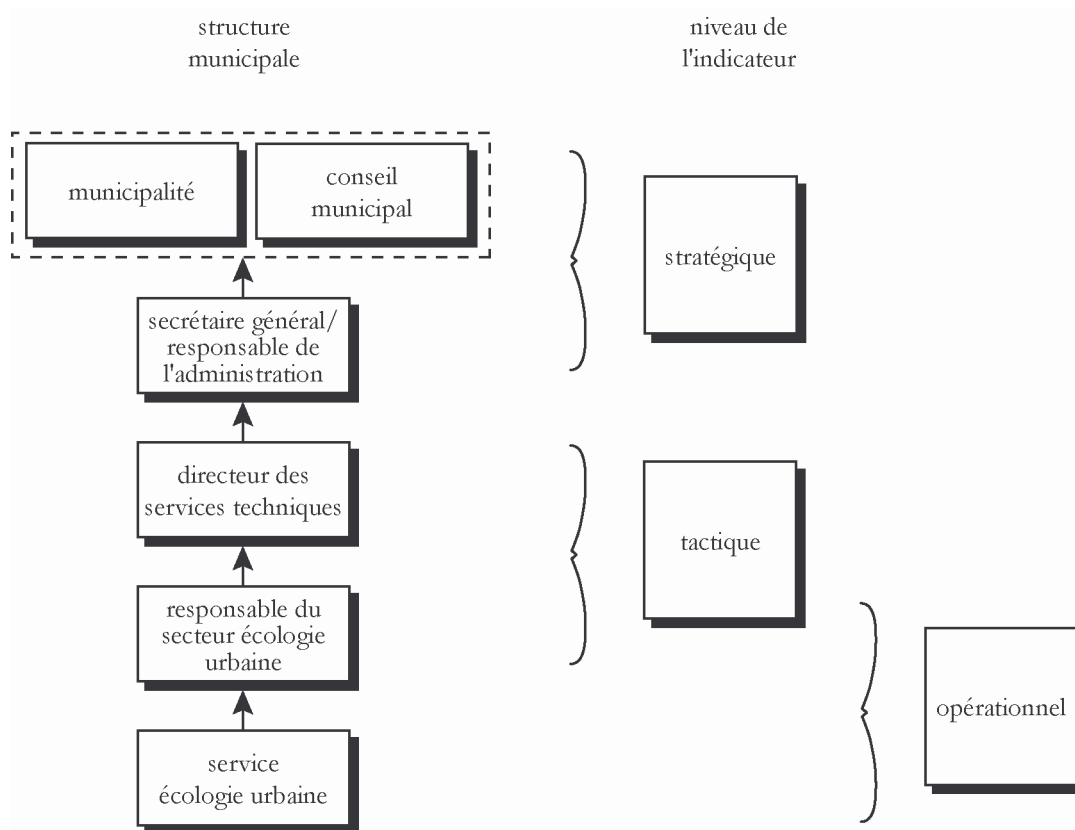 structure
municipale
niveau de
l'indicateur
municipalité
conseil
municipal
stratégique
secrétaire général/
responsable de
l'administration
directeur des
services techniques
tactique
responsable du
secteur écologie
urbaine
opérationnel
service
écologie urbaine